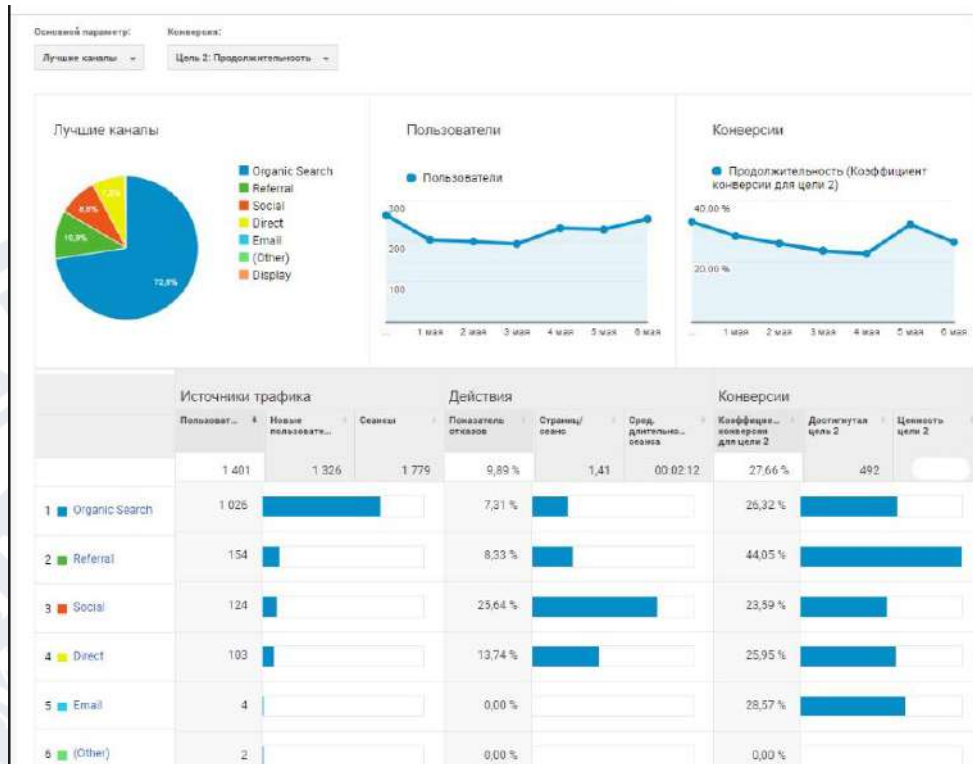 Основной параметр: Конверсия:
Лучшие каналы Цель 2: Продолжительность
Лучшие каналы
72,8%
10,9%
8,8%
7,3%
Organic Search
Referral
Social
Direct
Email
(Other)
Display
Пользователи
Пользователи
300
200
100
... 1 мая 2 мая 3 мая 4 мая 5 мая 6 мая
Конверсии
Продолжительность (Коэффициент
конверсии для цели 2)
40,00 %
20,00 %
... 1 мая 2 мая 3 мая 4 мая 5 мая 6 мая
Источники трафика Действия Конверсии
Пользоват... Новые пользовате... Сеансы Показатель отказов Страниц/сеанс Сред. длительно... сеанса Коэффицие... конверсии для цели 2 Достигнутая цель 2 Ценность цели 2
1 401 1 326 1 779 9,89 % 1,41 00:02:12 27,66 % 492
1 Organic Search 1 026 7,31 % 26,32 %
2 Referral 154 8,33 % 44,05 %
3 Social 124 25,64 % 23,59 %
4 Direct 103 13,74 % 25,95 %
5 Email 4 0,00 % 28,57 %
6 (Other) 2 0,00 % 0,00 %